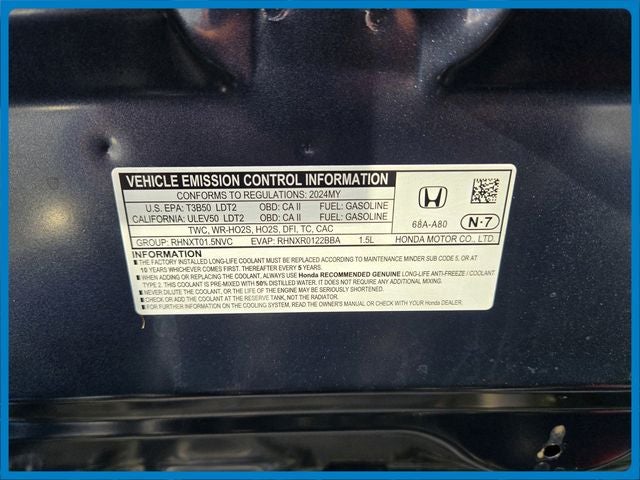 VEHICLE EMISSION CONTROL INFORMATION
CONFORMS TO REGULATIONS: 2024MY
U.S. EPA: T3B50 LDT2 OBD: CA II FUEL: GASOLINE
CALIFORNIA: ULEV50 LDT2 OBD: CA II FUEL: GASOLINE
TWC, WR-HO2S, HO2S, DFI, TC, CAC
GROUP: RHNXT01.5NVC EVAP: RHNXR0122BBA 1.5L
68A-A80
N·7
HONDA MOTOR CO., LTD.
INFORMATION
THE FACTORY INSTALLED LONG-LIFE COOLANT MUST BE REPLACED ACCORDING TO MAINTENANCE MINDER SUB CODE 5, OR AT
10 YEARS WHICHEVER COMES FIRST. THEREAFTER EVERY 5 YEARS.
WHEN ADDING OR REPLACING THE COOLANT, ALWAYS USE Honda RECOMMENDED GENUINE LONG-LIFE ANTI-FREEZE / COOLANT
TYPE 2. THIS COOLANT IS PRE-MIXED WITH 50% DISTILLED WATER. IT DOES NOT REQUIRE ANY ADDITIONAL MIXING.
NEVER DILUTE THE COOLANT, OR THE LIFE OF THE ENGINE MAY BE SERIOUSLY SHORTENED.
CHECK OR ADD THE COOLANT AT THE RESERVE TANK, NOT THE RADIATOR.
FOR FURTHER INFORMATION ON THE COOLING SYSTEM, READ THE OWNER'S MANUAL OR CHECK WITH YOUR Honda DEALER.